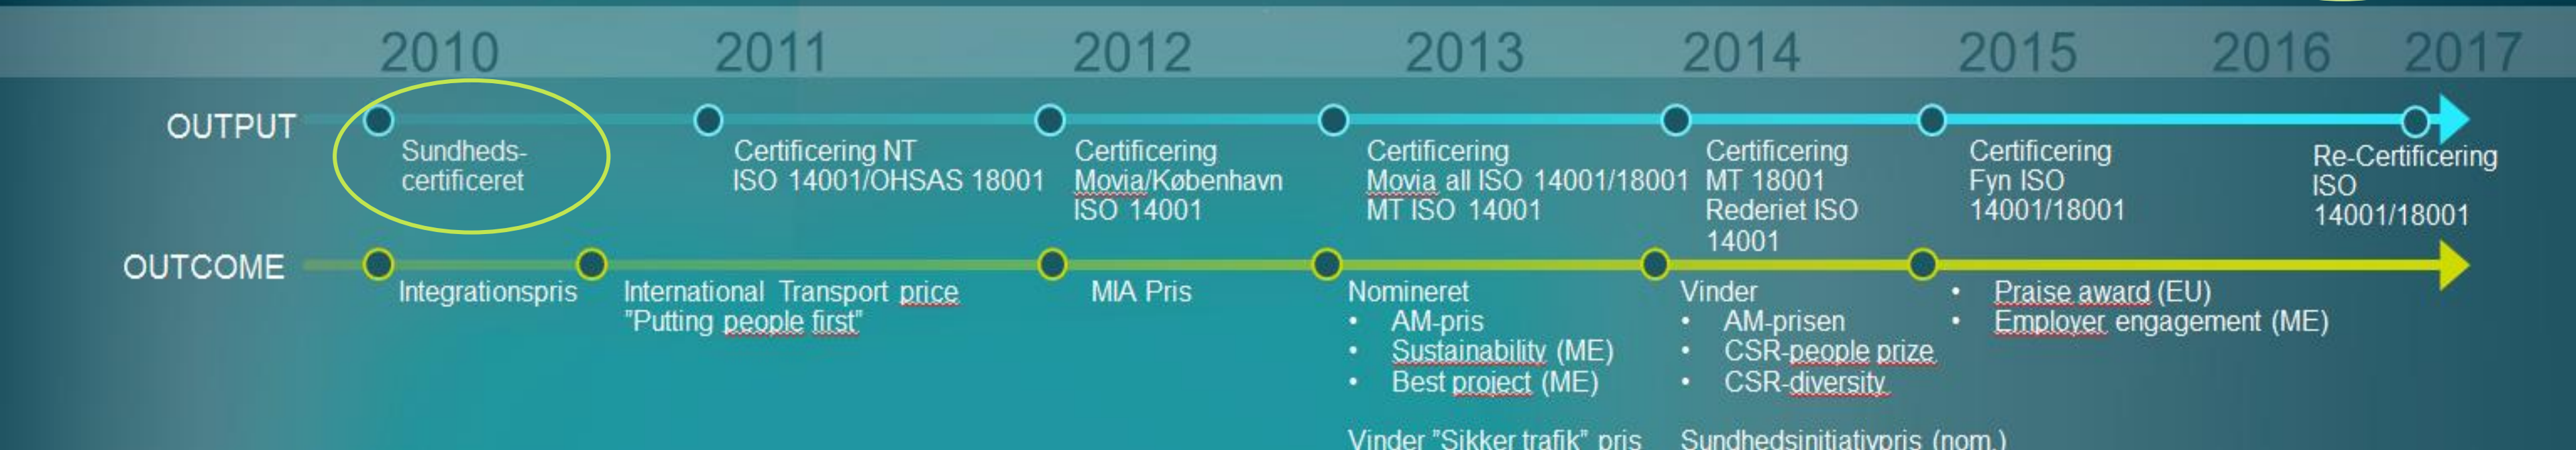 2010 2011 2012 2013 2014 2015 2016 2017
OUTPUT
Sundheds-
certificeret
Certificering NT
ISO 14001/OHSAS 18001
Certificering
Movia/København
ISO 14001
Certificering
Movia all ISO 14001/18001
MT ISO 14001
Certificering
MT 18001
Rederiet ISO
14001
Certificering
Fyn ISO
14001/18001
Re-Certificering
ISO
14001/18001
OUTCOME
Integrationspris
International Transport price
"Putting people first"
MIA Pris
Nomineret
• AM-pris
• Sustainability (ME)
• Best project (ME)
Vinder "Sikker trafik" pris
Vinder
• AM-prisen
• CSR-people prize
• CSR-diversity
Sundhedsinitiativpris (nom.)
• Praise award (EU)
• Employer engagement (ME)